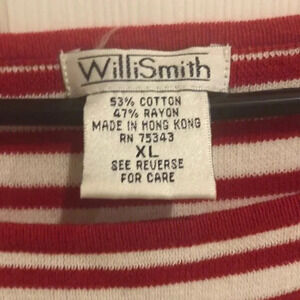 WilliSmith
53% COTTON
47% RAYON
MADE IN HONG KONG
RN 75343
XL
SEE REVERSE
FOR CARE